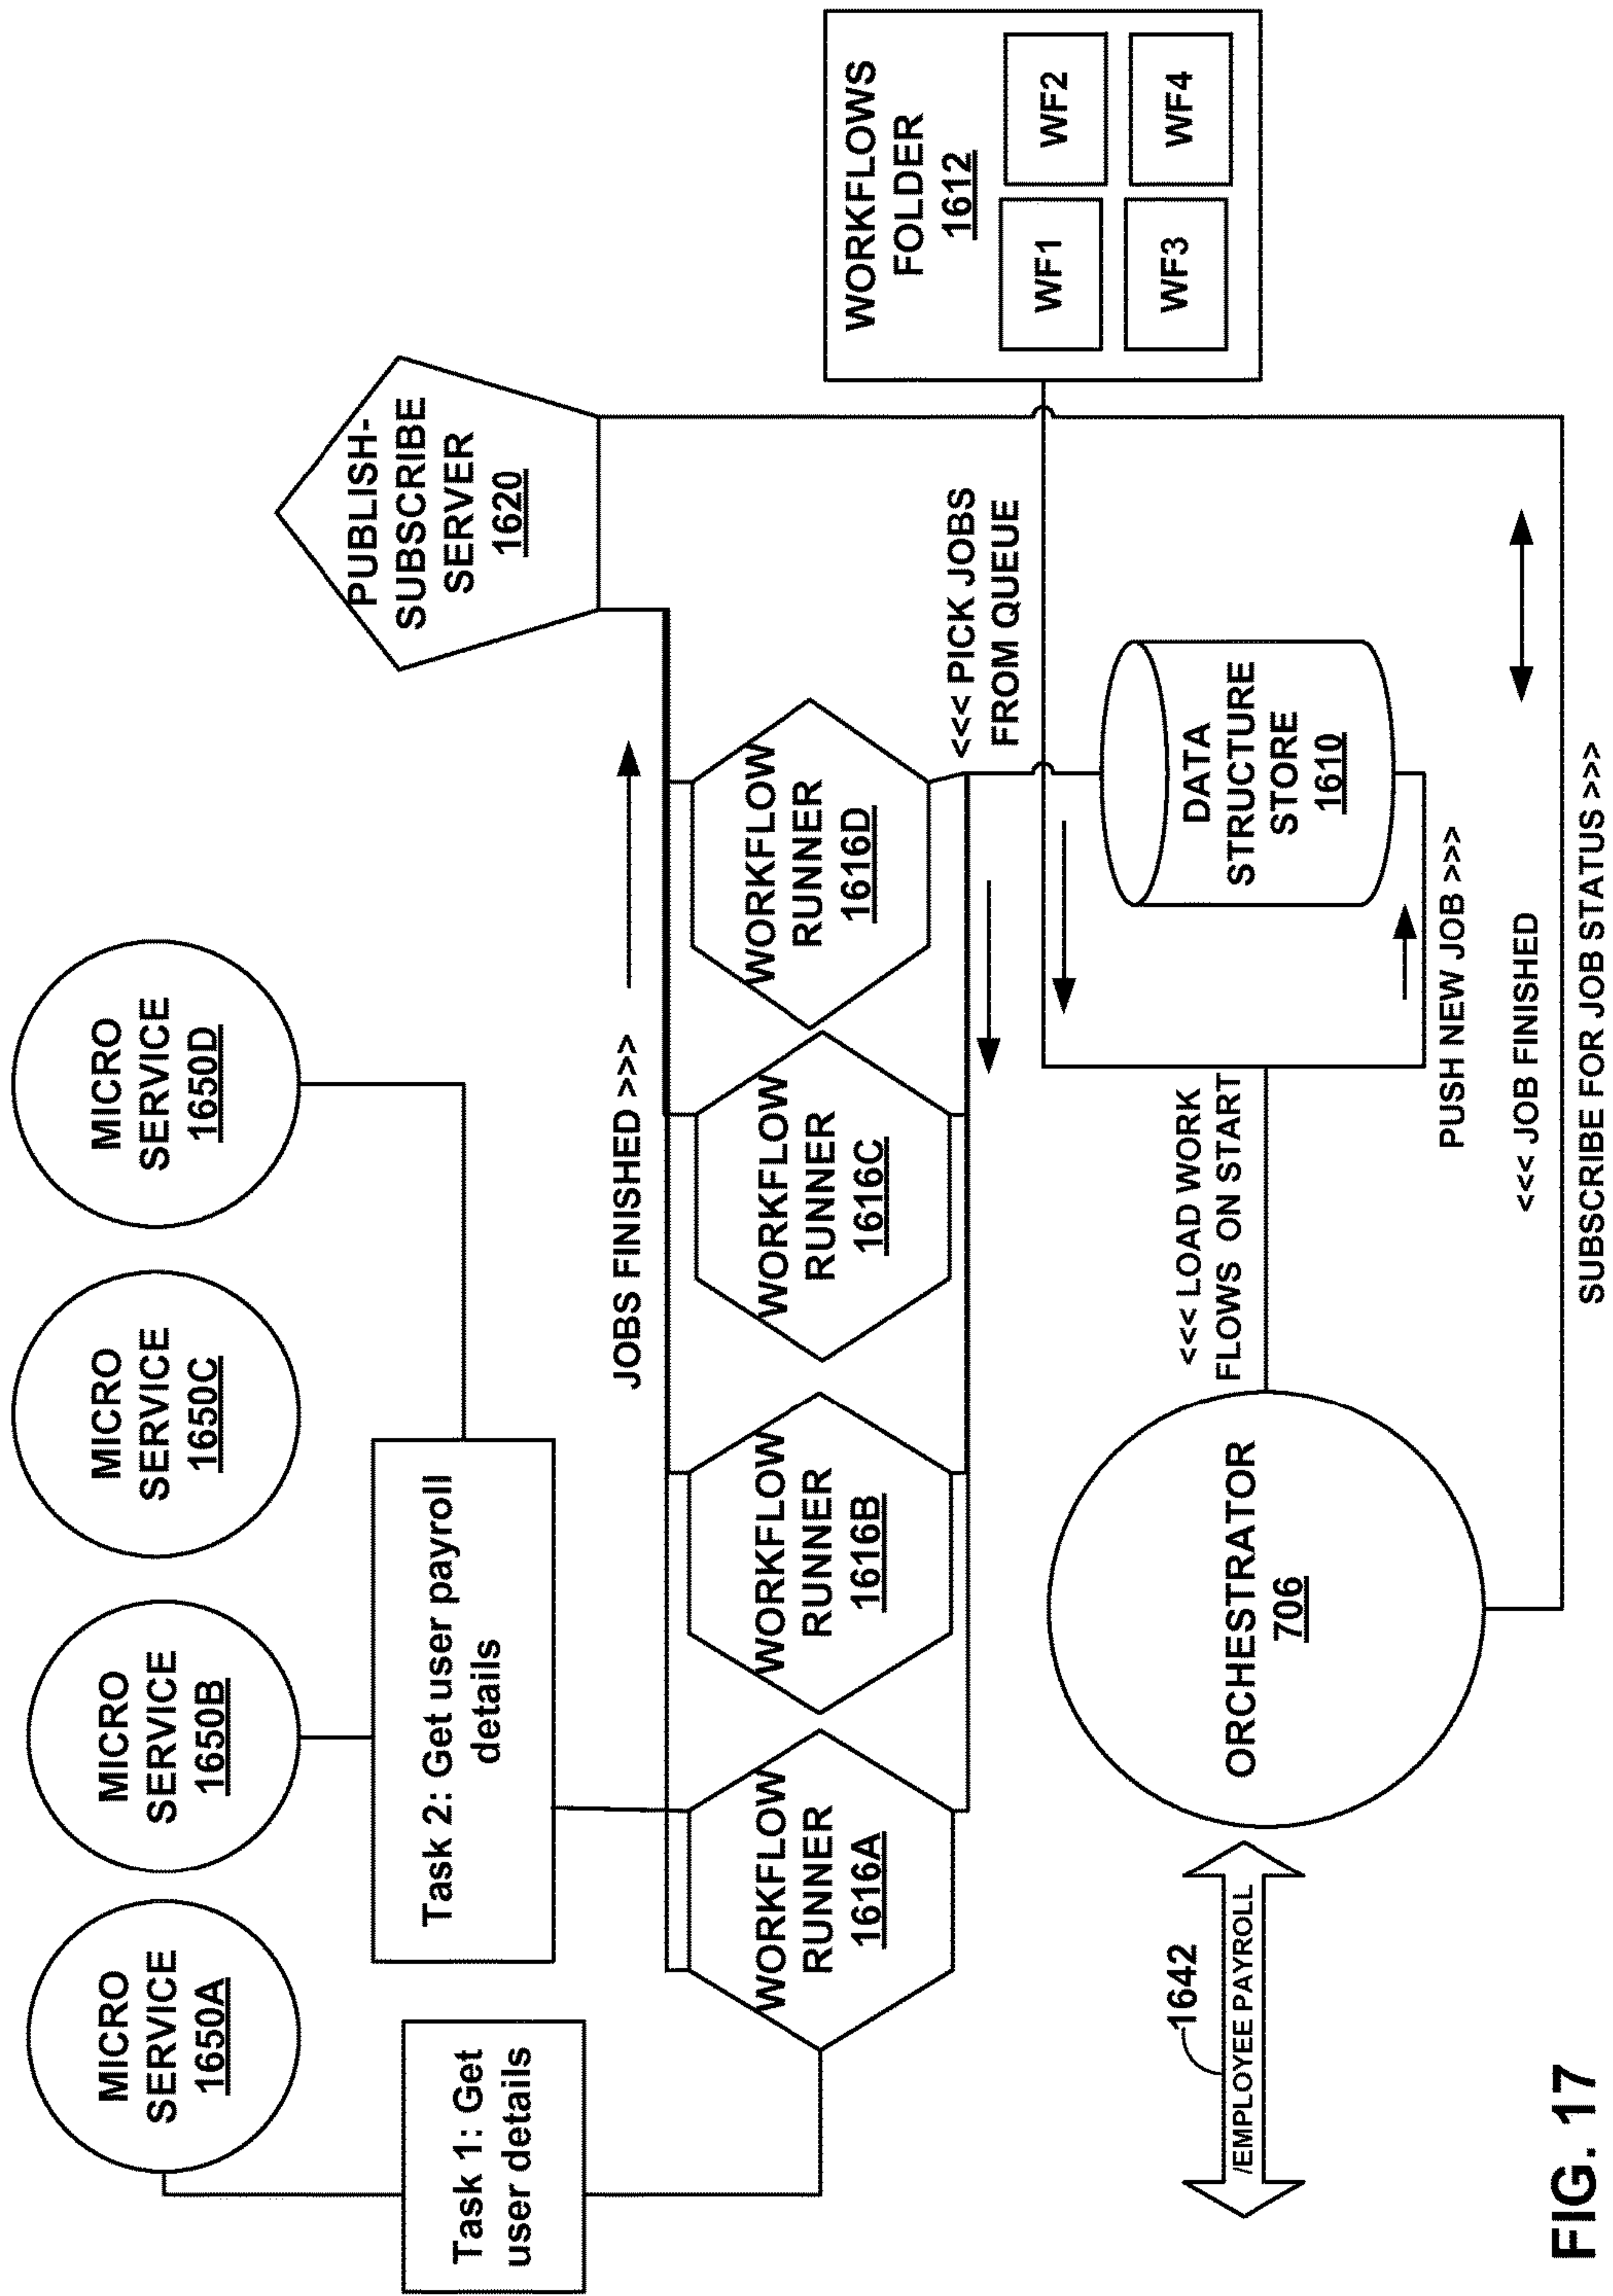 MICRO
SERVICE
1650A
MICRO
SERVICE
1650B
MICRO
SERVICE
1650C
MICRO
SERVICE
1650D
Task 1: Get
user details
Task 2: Get user payroll
details
JOBS FINISHED >>>
PUBLISH-
SUBSCRIBE
SERVER
1620
WORKFLOW
RUNNER
1616A
WORKFLOW
RUNNER
1616B
WORKFLOW
RUNNER
1616C
WORKFLOW
RUNNER
1616D
<<< PICK JOBS
FROM QUEUE
WORKFLOWS
FOLDER
1612
WF1
WF2
WF3
WF4
1642
/EMPLOYEE PAYROLL
ORCHESTRATOR
706
<<< LOAD WORK
FLOWS ON START
DATA
STRUCTURE
STORE
1610
PUSH NEW JOB >>>
<<< JOB FINISHED
SUBSCRIBE FOR JOB STATUS >>>
FIG. 17